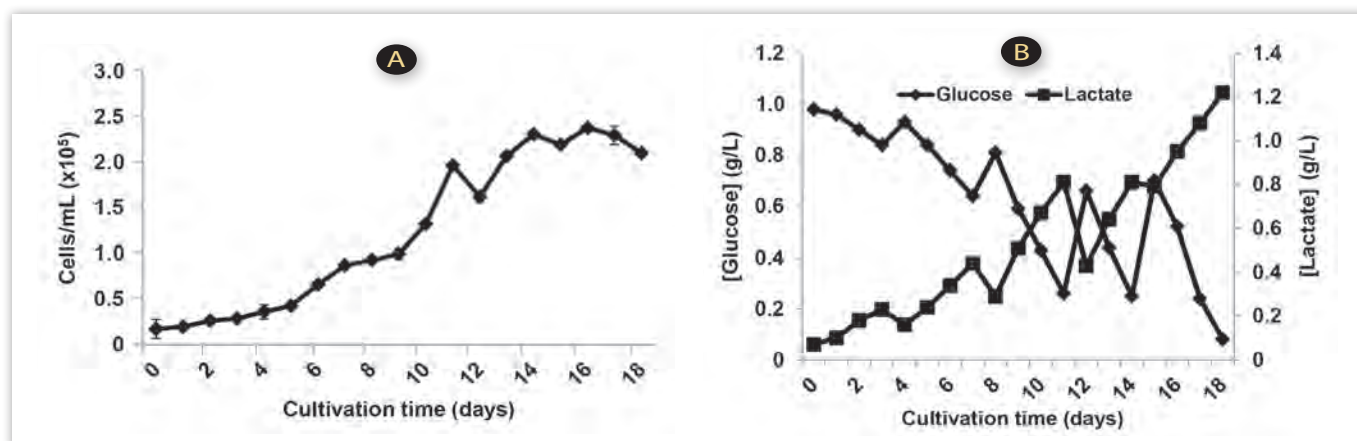 A
3.0
2.5
2.0
1.5
1.0
0.5
0
Cells/mL (x10⁵)
0 2 4 6 8 10 12 14 16 18
Cultivation time (days)
B
Glucose Lactate
1.2
1.0
0.8
0.6
0.4
0.2
0
[Glucose] (g/L)
1.4
1.2
1.0
0.8
0.6
0.4
0.2
0
[Lactate] (g/L)
0 2 4 6 8 10 12 14 16 18
Cultivation time (days)